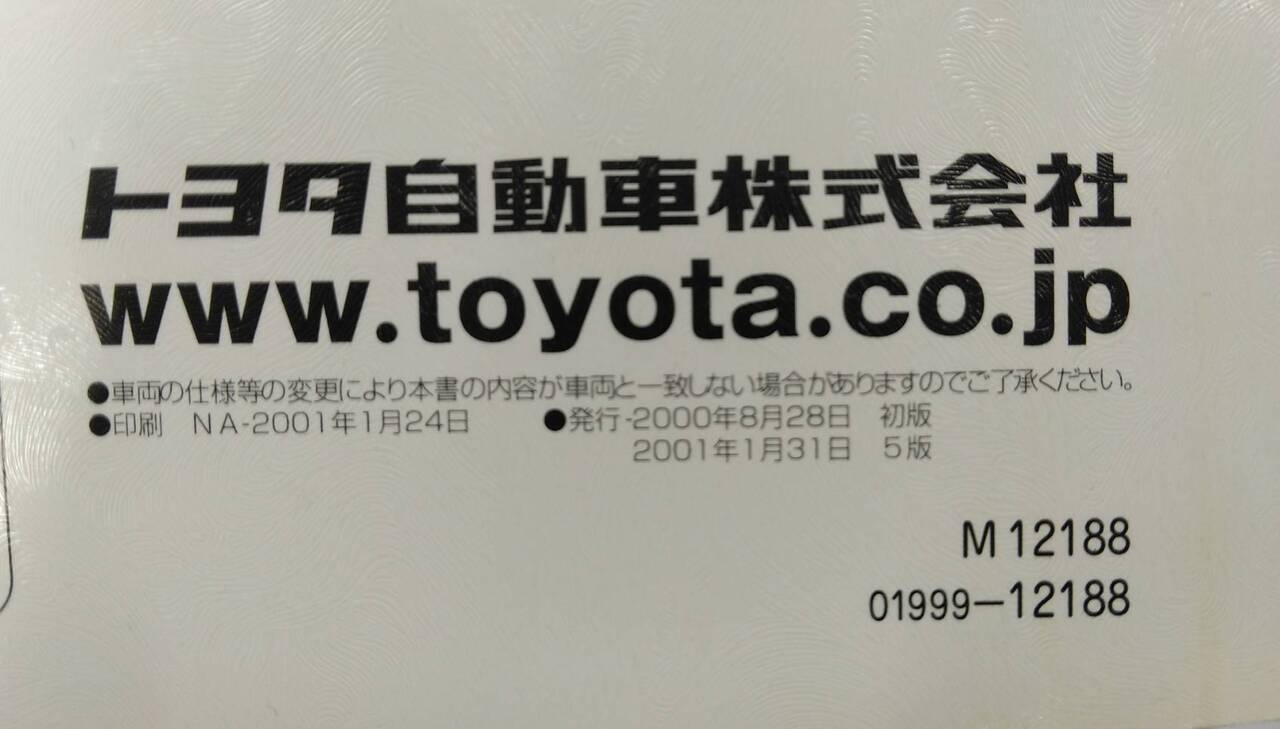 トヨタ自動車株式会社
www.toyota.co.jp
●車両の仕様等の変更により本書の内容が車両と一致しない場合がありますのでご了承ください。
●印刷　NA-2001年1月24日　●発行-2000年8月28日　初版
2001年1月31日　5版
M12188
01999-12188